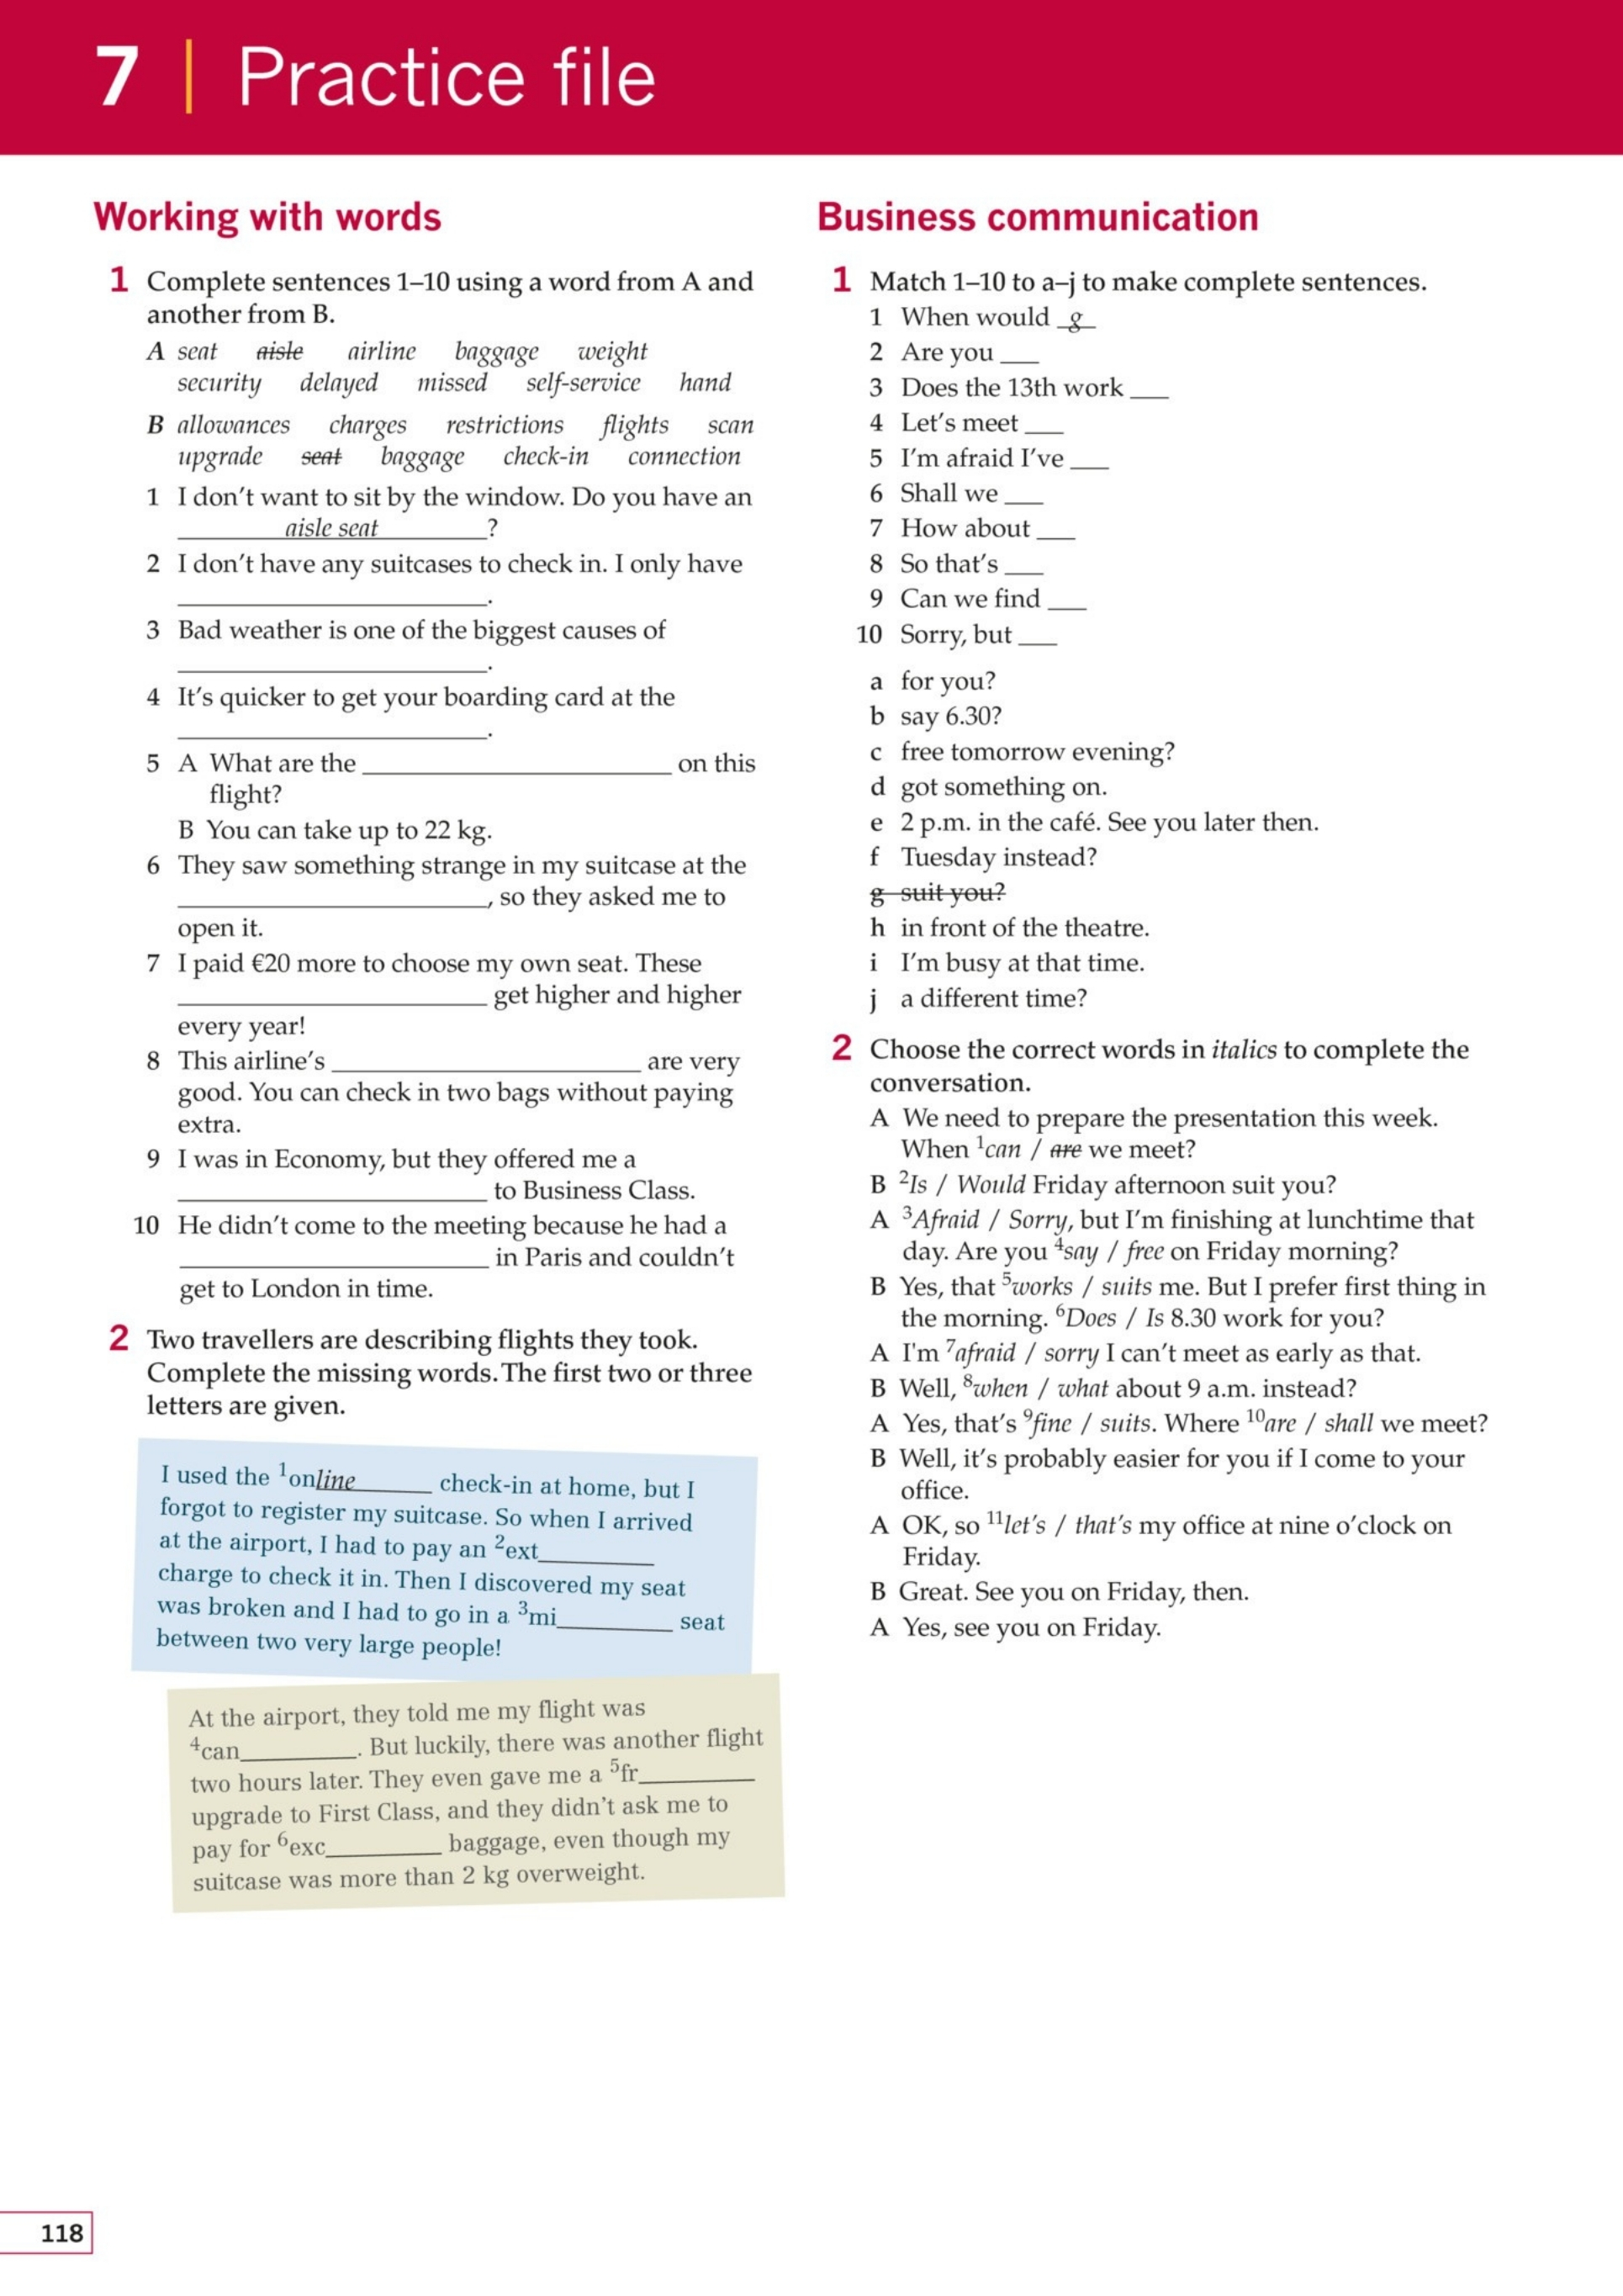 7 | Practice file
Working with words
1 Complete sentences 1–10 using a word from A and
another from B.
A seat aisle airline baggage weight
security delayed missed self-service hand
B allowances charges restrictions flights scan
upgrade seat baggage check-in connection
1 I don't want to sit by the window. Do you have an
aisle seat ?
2 I don't have any suitcases to check in. I only have
.
3 Bad weather is one of the biggest causes of
.
4 It's quicker to get your boarding card at the
.
5 A What are the ____ on this
flight?
B You can take up to 22 kg.
6 They saw something strange in my suitcase at the
____, so they asked me to
open it.
7 I paid €20 more to choose my own seat. These
____ get higher and higher
every year!
8 This airline's ____ are very
good. You can check in two bags without paying
extra.
9 I was in Economy, but they offered me a
____ to Business Class.
10 He didn't come to the meeting because he had a
____ in Paris and couldn't
get to London in time.
2 Two travellers are describing flights they took.
Complete the missing words. The first two or three
letters are given.
I used the 1online____ check-in at home, but I
forgot to register my suitcase. So when I arrived
at the airport, I had to pay an 2ext____
charge to check it in. Then I discovered my seat
was broken and I had to go in a 3mi____ seat
between two very large people!
At the airport, they told me my flight was
4can____. But luckily, there was another flight
two hours later. They even gave me a 5fr____
upgrade to First Class, and they didn't ask me to
pay for 6exc____ baggage, even though my
suitcase was more than 2 kg overweight.
Business communication
1 Match 1–10 to a–j to make complete sentences.
1 When would g
2 Are you ___
3 Does the 13th work ___
4 Let's meet ___
5 I'm afraid I've ___
6 Shall we ___
7 How about ___
8 So that's ___
9 Can we find ___
10 Sorry, but ___
a for you?
b say 6.30?
c free tomorrow evening?
d got something on.
e 2 p.m. in the café. See you later then.
f Tuesday instead?
g suit you?
h in front of the theatre.
i I'm busy at that time.
j a different time?
2 Choose the correct words in italics to complete the
conversation.
A We need to prepare the presentation this week.
When 1can / are we meet?
B 2Is / Would Friday afternoon suit you?
A 3Afraid / Sorry, but I'm finishing at lunchtime that
day. Are you 4say / free on Friday morning?
B Yes, that 5works / suits me. But I prefer first thing in
the morning. 6Does / Is 8.30 work for you?
A I'm 7afraid / sorry I can't meet as early as that.
B Well, 8when / what about 9 a.m. instead?
A Yes, that's 9fine / suits. Where 10are / shall we meet?
B Well, it's probably easier for you if I come to your
office.
A OK, so 11let's / that's my office at nine o'clock on
Friday.
B Great. See you on Friday, then.
A Yes, see you on Friday.
118